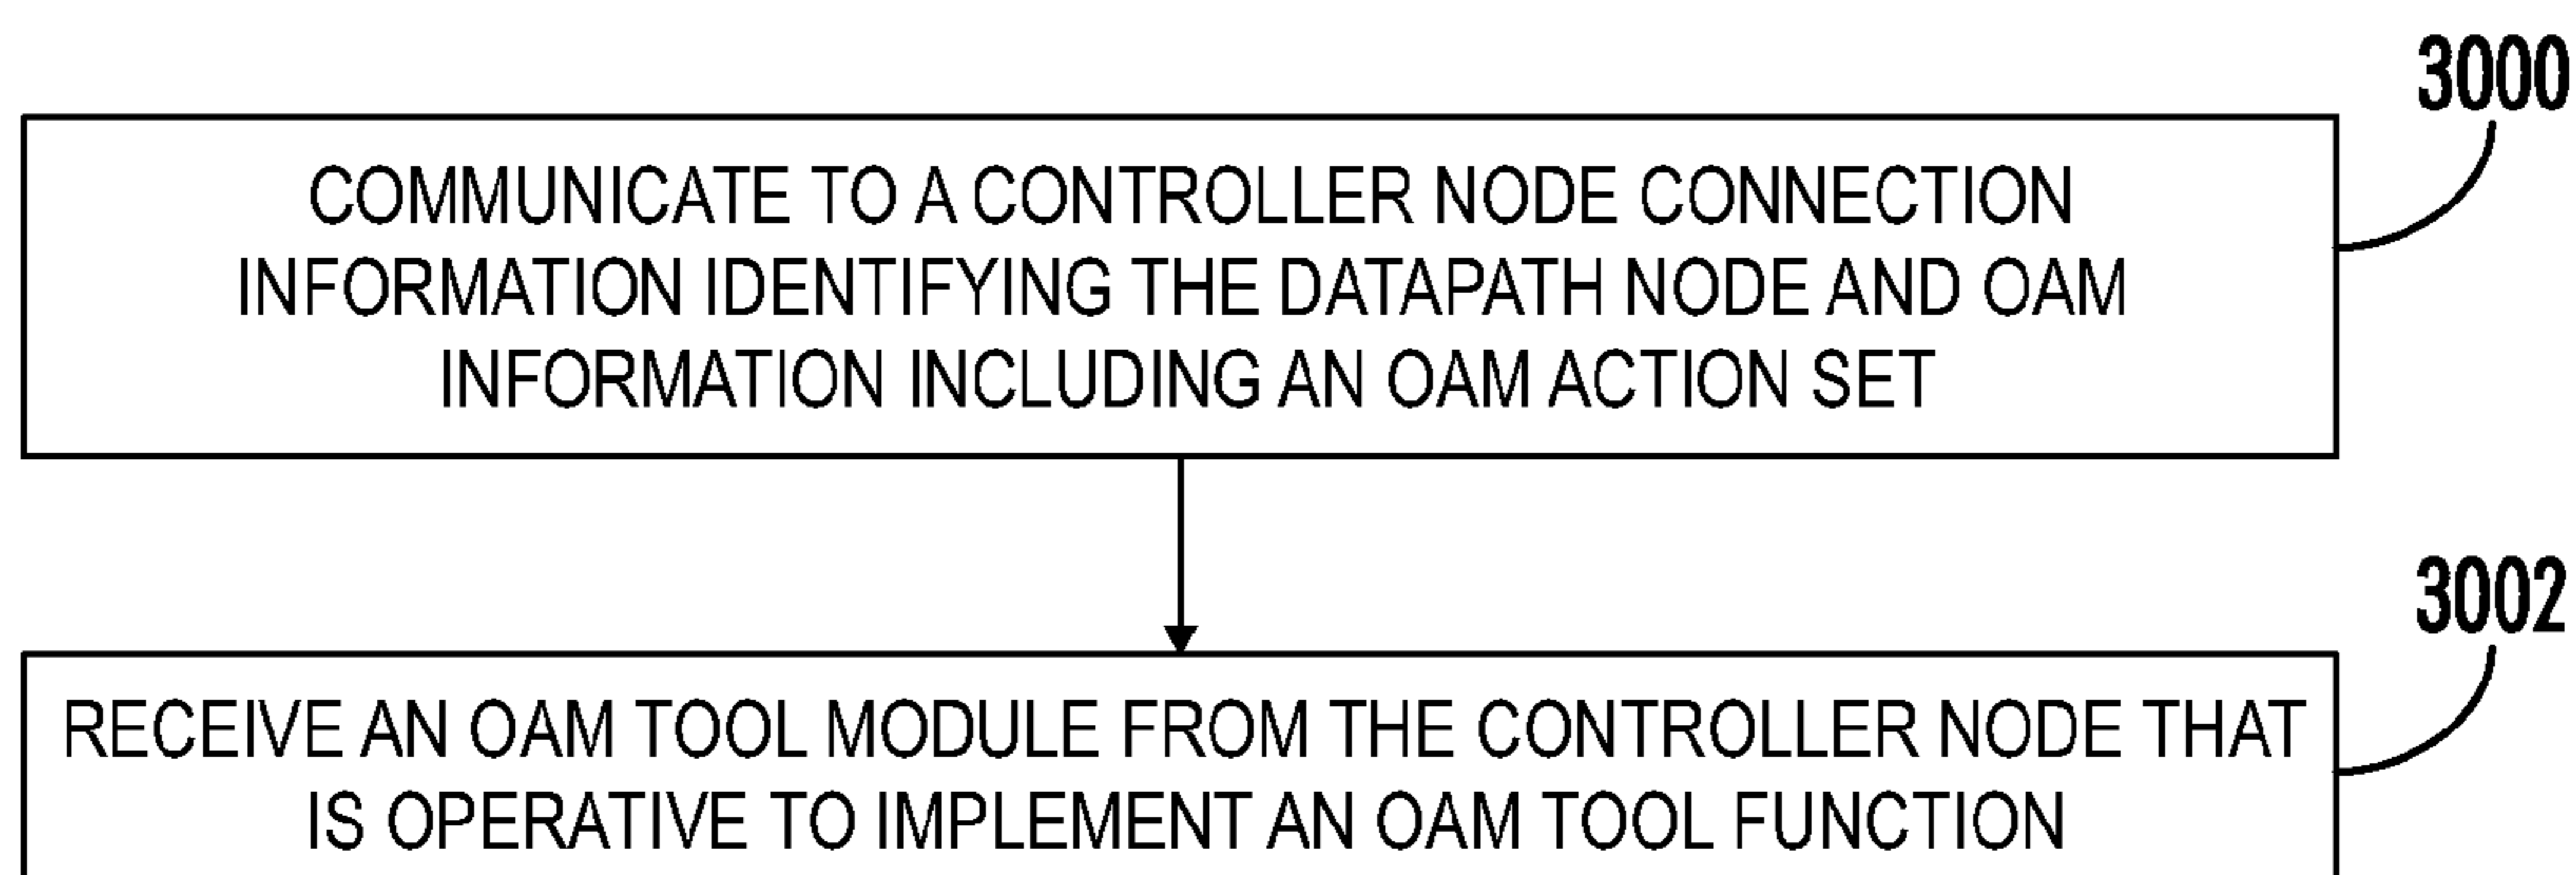 3000
COMMUNICATE TO A CONTROLLER NODE CONNECTION
INFORMATION IDENTIFYING THE DATAPATH NODE AND OAM
INFORMATION INCLUDING AN OAM ACTION SET
3002
RECEIVE AN OAM TOOL MODULE FROM THE CONTROLLER NODE THAT
IS OPERATIVE TO IMPLEMENT AN OAM TOOL FUNCTION